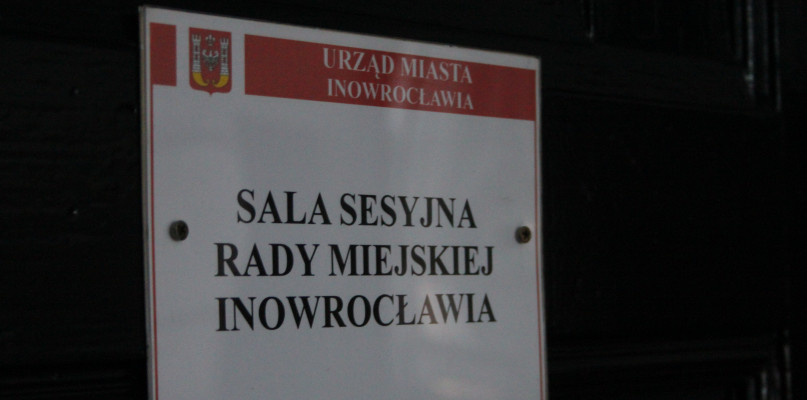 URZĄD MIASTA
INOWROCŁAWIA
SALA SESYJNA
RADY MIEJSKIEJ
INOWROCŁAWIA